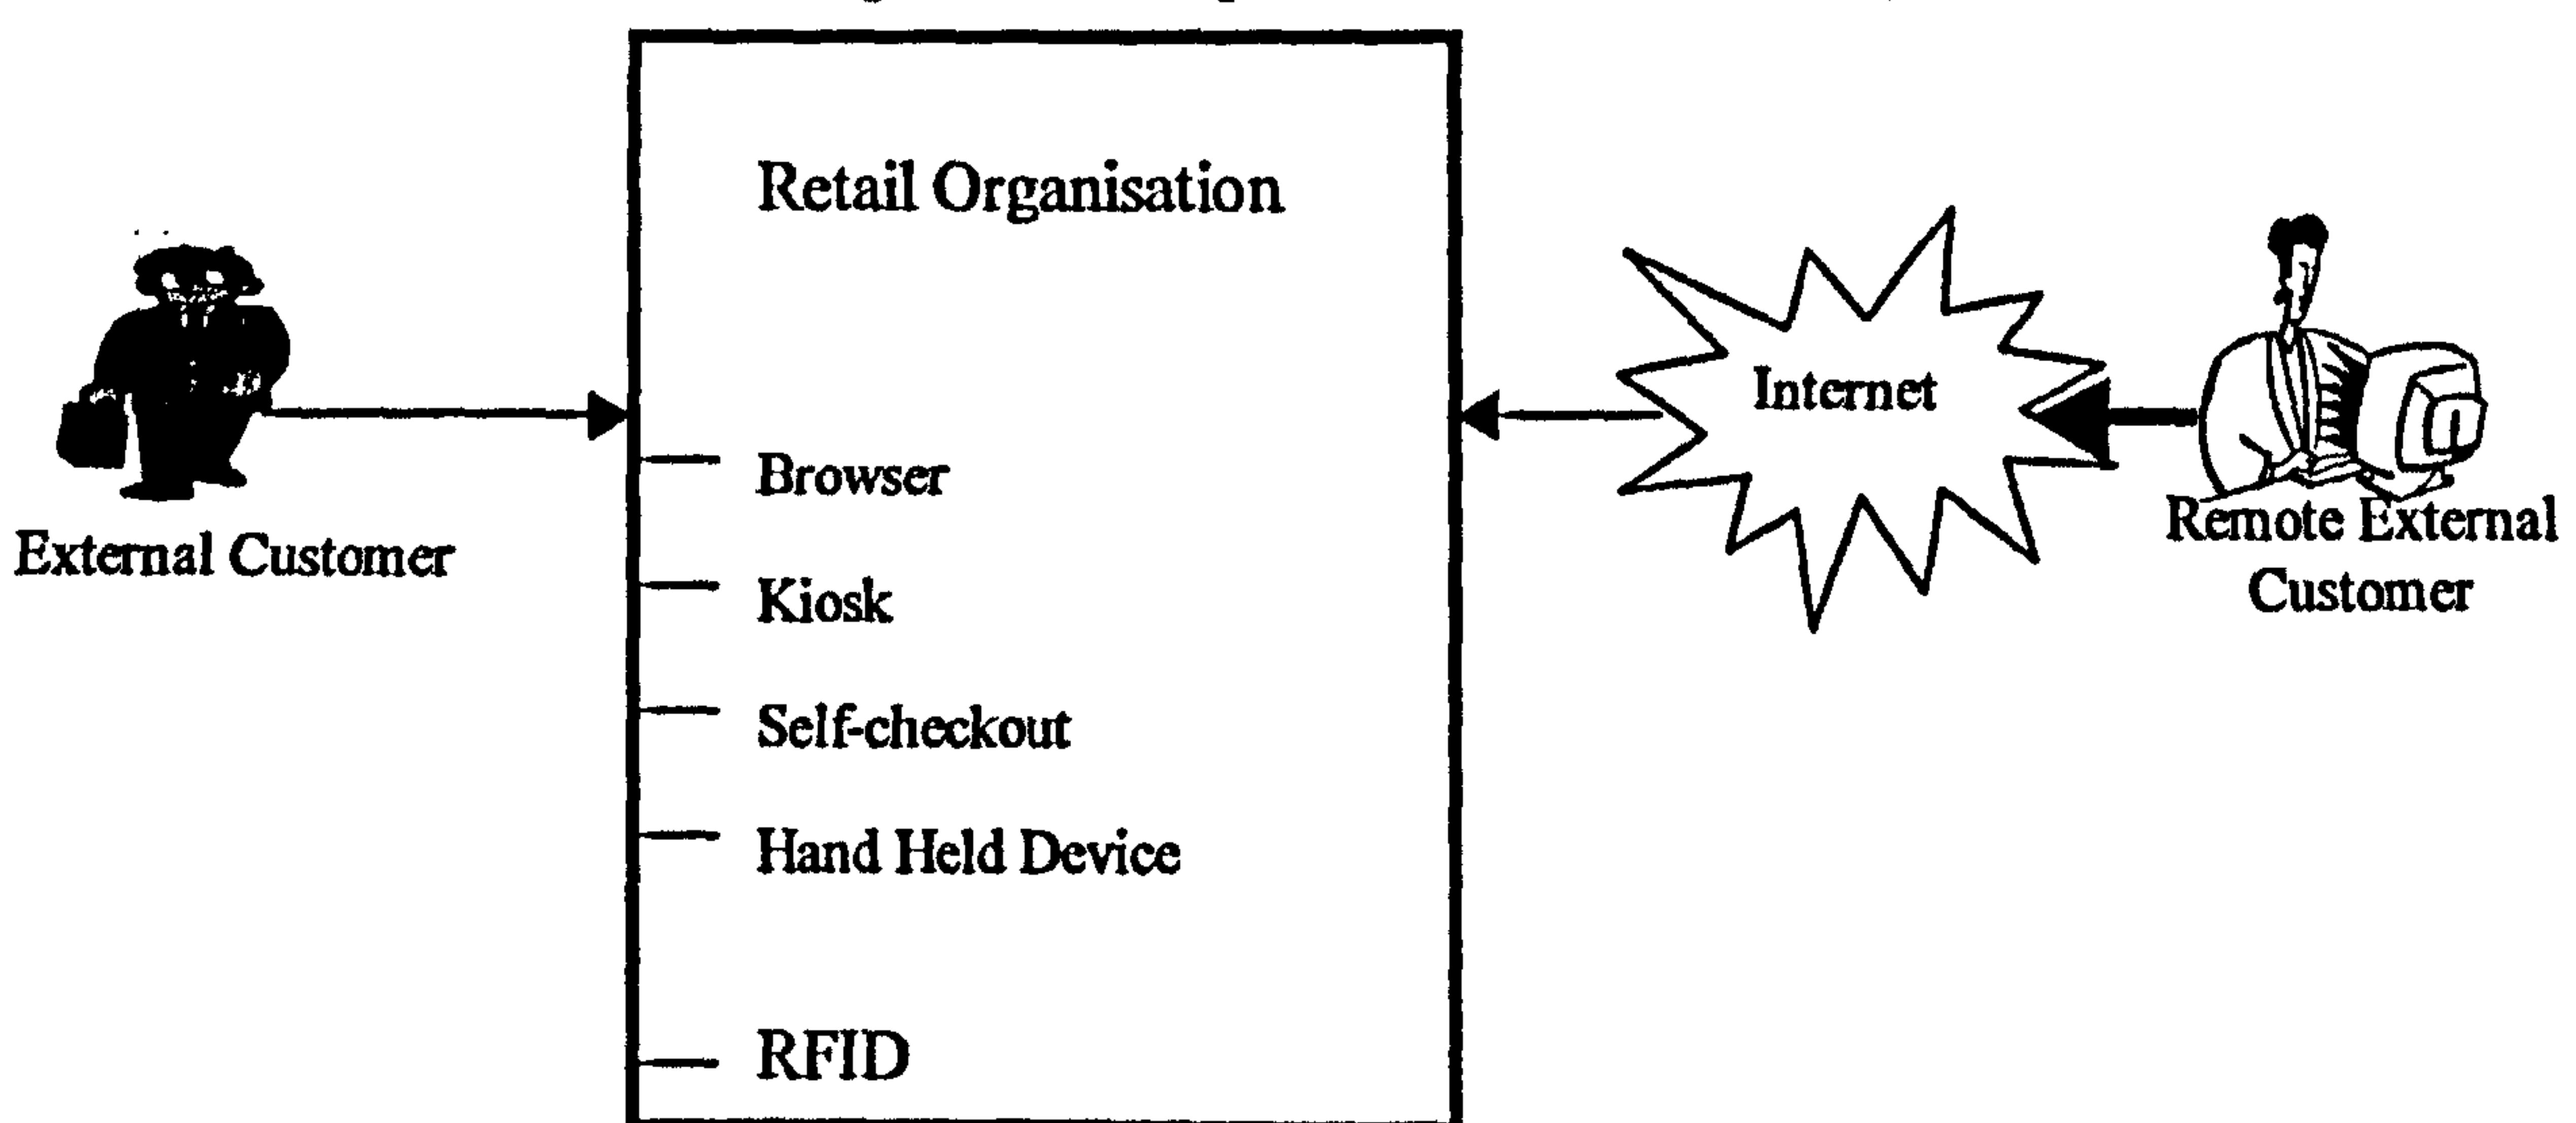 Retail Organisation
Internet
Browser
Kiosk
Self-checkout
Hand Held Device
RFID
External Customer
Remote External
Customer